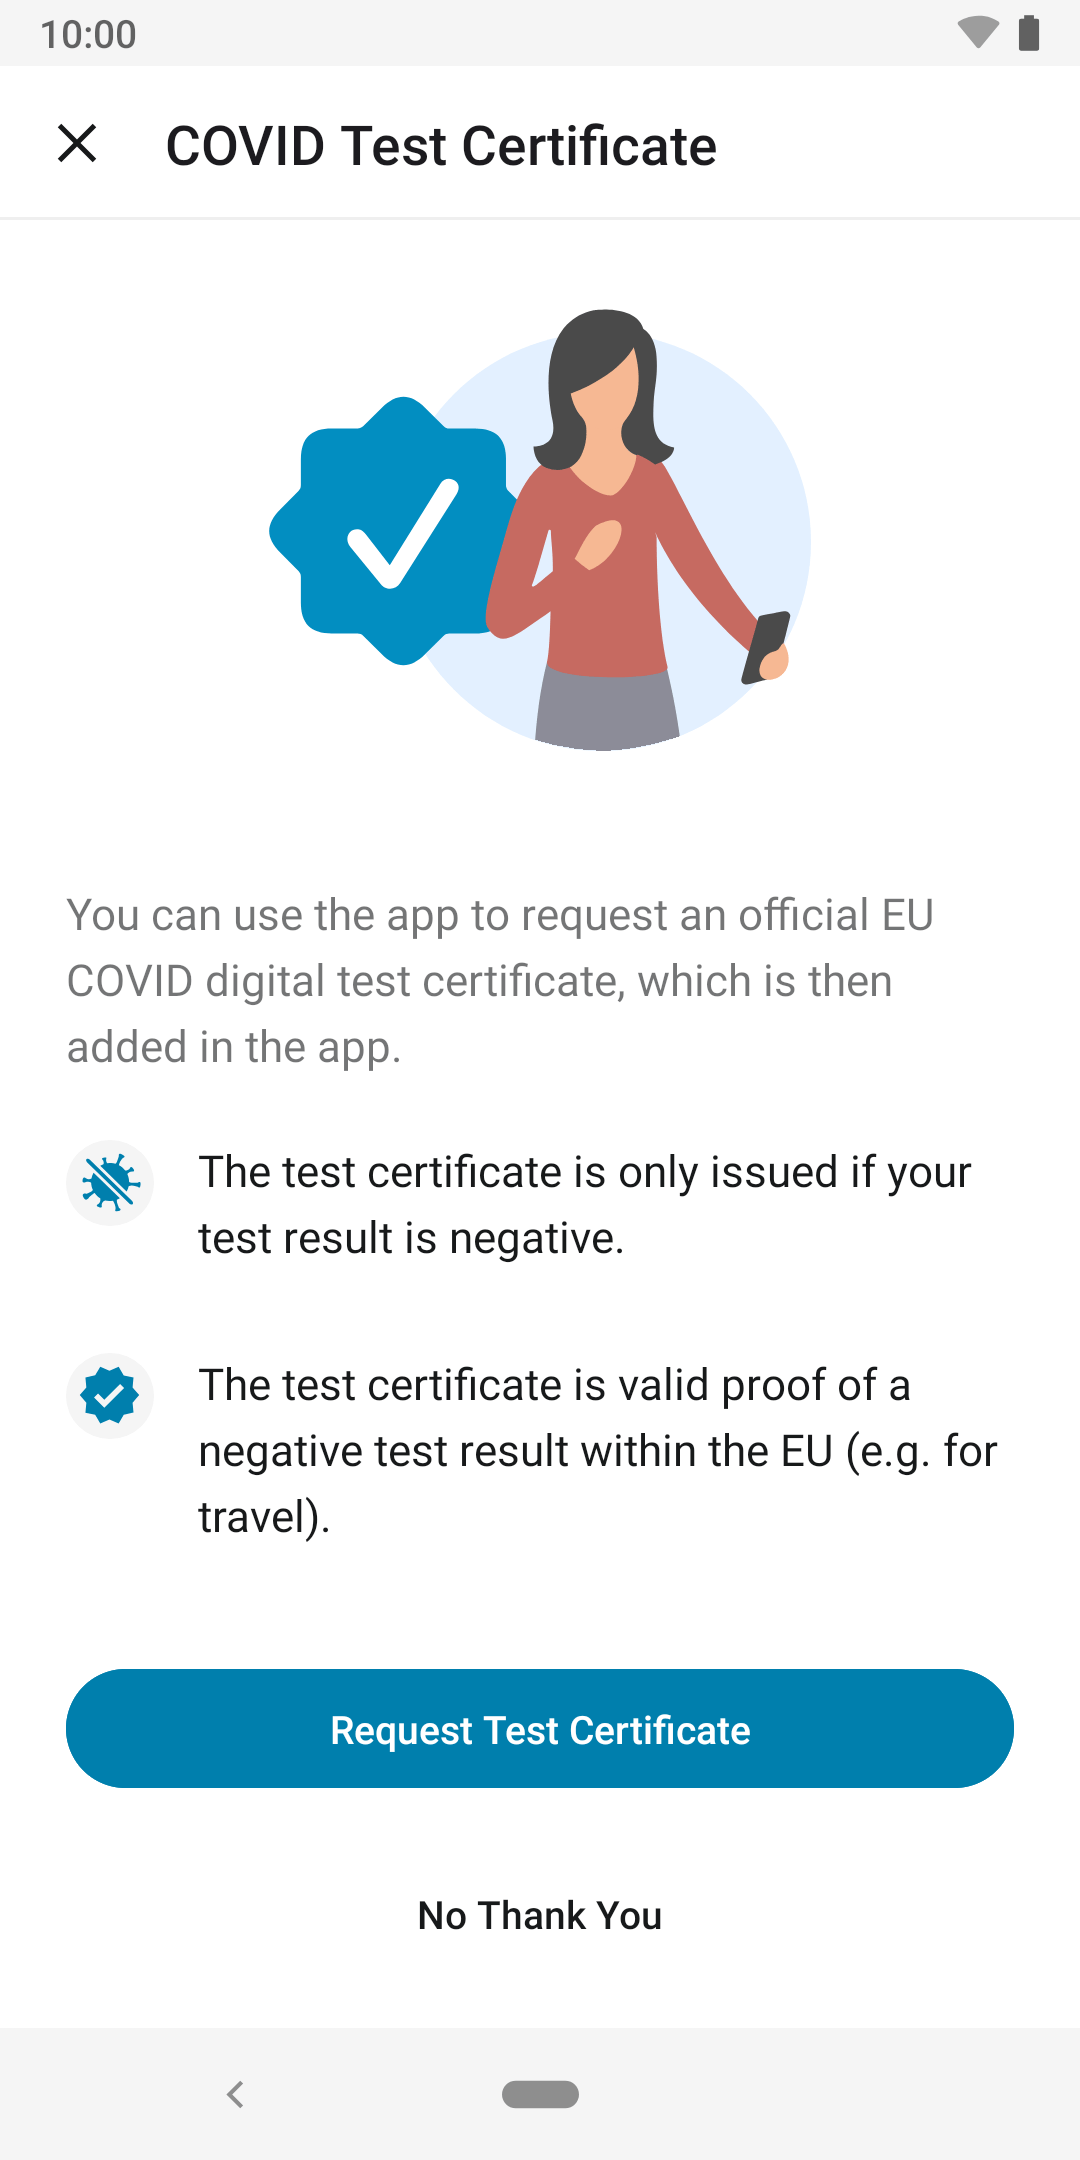 10:00
COVID Test Certificate
You can use the app to request an official EU
COVID digital test certificate, which is then
added in the app.
The test certificate is only issued if your
test result is negative.
The test certificate is valid proof of a
negative test result within the EU (e.g. for
travel).
Request Test Certificate
No Thank You